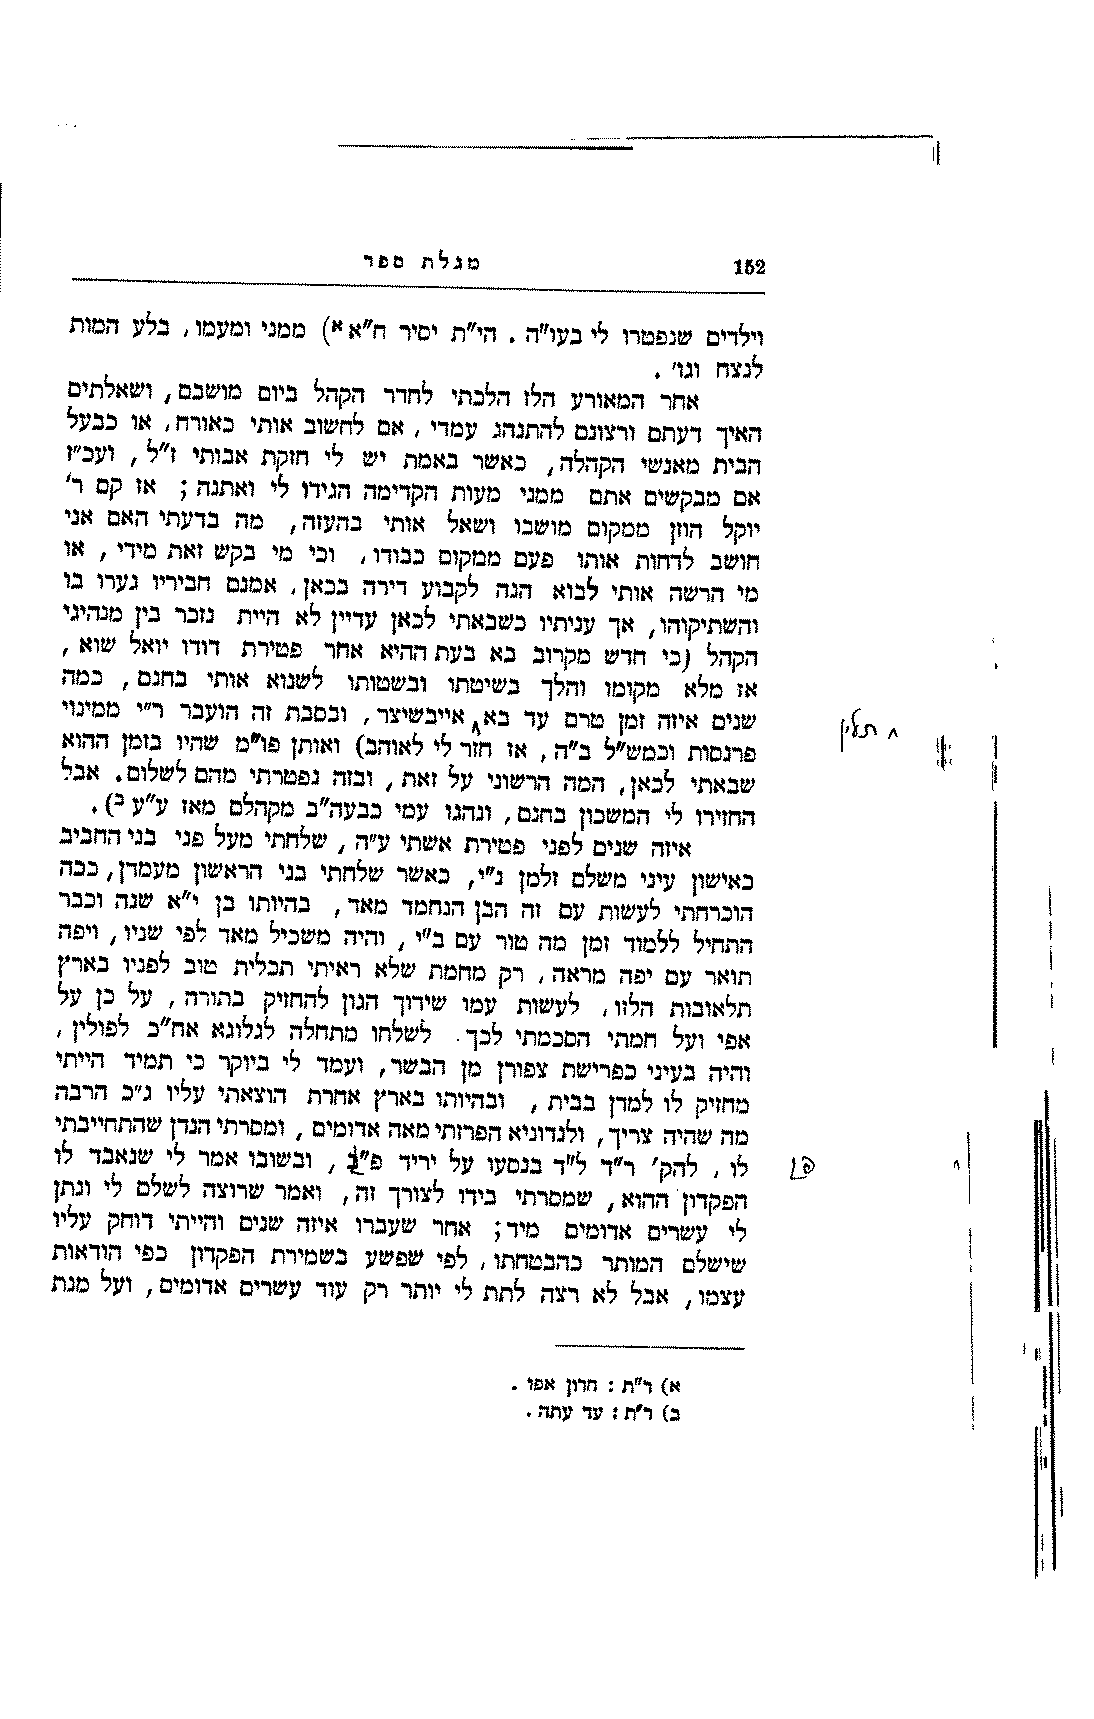 152
מגלת ספר
וילדים שנפטרו לי בעו"ה. הי"ת יסיר ח"א א) ממני ומעמו, בלע המות
לנצח וגו'.
אחר המאורע הלז הלכתי לחדר הקהל ביום מושבם, ושאלתים
האיך דעתם ורצונם להתנהג עמדי, אם לחשוב אותי כאורח, או כבעל
הבית מאנשי הקהלה, כאשר באמת יש לי חזקת אבותי ז"ל, ועכ"ז
אם מבקשים אתם ממני מעות הקדימה הגידו לי ואתנה; אז קם ר'
יוקל הוזן ממקום מושבו ושאל אותי בהעזה, מה בדעתי האם אני
חושב לדחות אותו פעם ממקום כבודו, וכי מי בקש זאת מידי, או
מי הרשה אותי לבוא הנה לקבוע דירה בכאן, אמנם חביריו גערו בו
והשתיקוהו, אך עניתיו כשבאתי לכאן עדיין לא היית נזכר בין מנהיגי
הקהל (כי חדש מקרוב בא בעת ההיא אחר פטירת דודו יואל שוא,
אז מלא מקומו והלך בשיטתו ובשטותו לשנוא אותי בחנם, כמה
שנים איזה זמן טרם עד בא ^ אייבשיצר, ובסבת זה הועבר ר"י ממינוי
^ תלין
פרנסות וכמש"ל ב"ה, אז חזר לי לאוהב) ואותן פו"מ שהיו בזמן ההוא
שבאתי לכאן, המה הרשוני על זאת, ובזה נפטרתי מהם לשלום. אבל
החזירו לי המשכון בחנם, ונהגו עמי כבעה"ב מקהלם מאז ע"ע ב).
איזה שנים לפני פטירת אשתי ע"ה, שלחתי מעל פני בני החביב
כאישון עיני משלם זלמן נ"י, כאשר שלחתי בני הראשון מעמדן, ככה
הוכרחתי לעשות עם זה הבן הנחמד מאד, בהיותו בן י"א שנה וכבר
התחיל ללמוד זמן מה טור עם ב"י, והיה משכיל מאד לפי שניו, ויפה
תואר עם יפה מראה, רק מחמת שלא ראיתי תכלית טוב לפניו בארץ
תלאובות הלזו, לעשות עמו שידוך הגון להחזיק בתורה, על כן על
אפי ועל חמתי הסכמתי לכך. לשלחו מתחלה לגלוגא אח"כ לפולין,
והיה בעיני כפרישת צפורן מן הבשר, ועמד לי ביוקר כי תמיד הייתי
מחזיק לו למדן בבית, ובהיותו בארץ אחרת הוצאתי עליו ג"כ הרבה
מה שהיה צריך, ולנדוניא הפרזתי מאה אדומים, ומסרתי הנדן שהתחייבתי
לו, להק' ר"ד ל"ד בנסעו על יריד פ"ב, ובשובו אמר לי שנאבד לו
הפקדון ההוא, שמסרתי בידו לצורך זה, ואמר שרוצה לשלם לי ונתן
לי עשרים אדומים מיד; אחר שעברו איזה שנים והייתי דוחק עליו
שישלם המותר כהבטחתו, לפי שפשע בשמירת הפקדון כפי הודאות
עצמו, אבל לא רצה לתת לי יותר רק עוד עשרים אדומים, ועל מנת
א) ר"ת: חרון אפו.
ב) ר"ת: עד עתה.